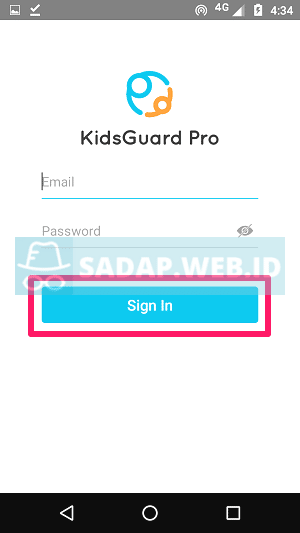 4G 4:34
KidsGuard Pro
Email
Password
SADAP.WEB.ID
Sign In